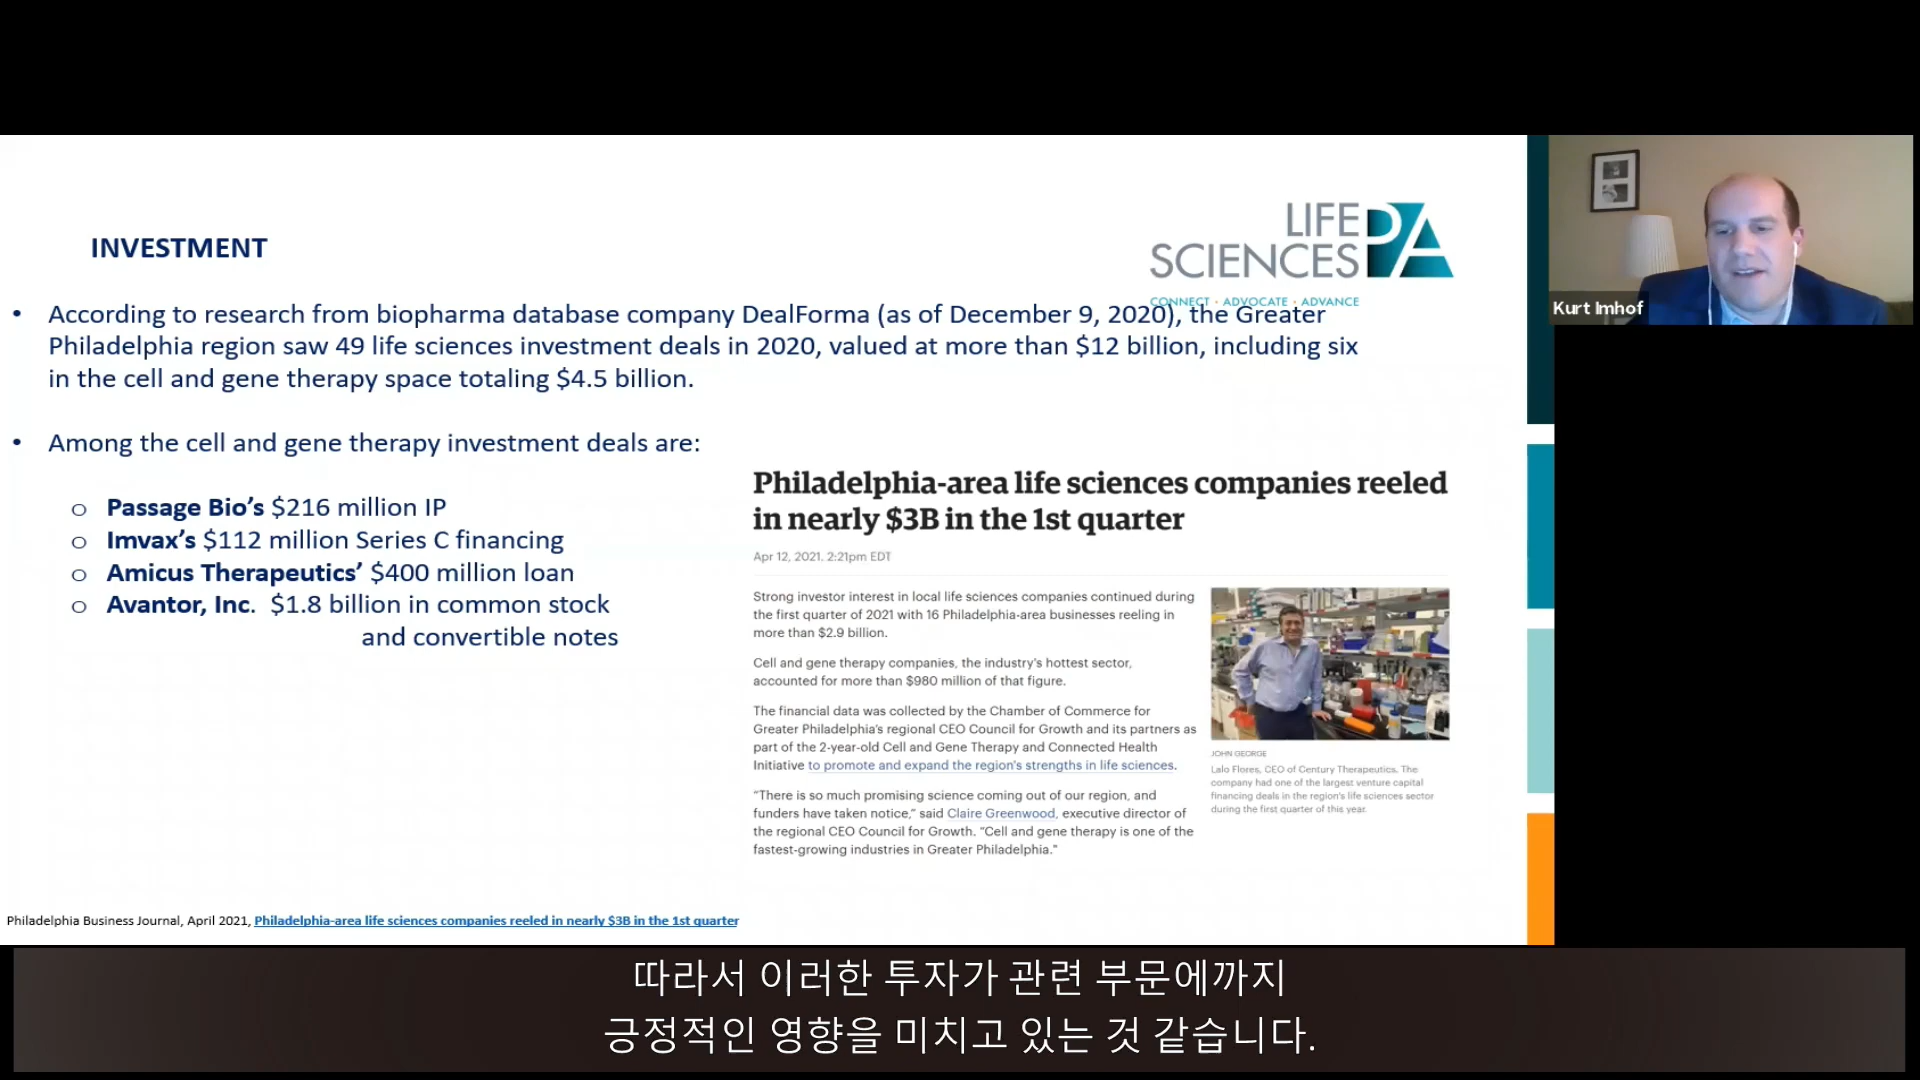 INVESTMENT
LIFE
SCIENCES
PA
CONNECT · ADVOCATE · ADVANCE
• According to research from biopharma database company DealForma (as of December 9, 2020), the Greater
Philadelphia region saw 49 life sciences investment deals in 2020, valued at more than $12 billion, including six
in the cell and gene therapy space totaling $4.5 billion.
• Among the cell and gene therapy investment deals are:
o Passage Bio’s $216 million IP
o Imvax’s $112 million Series C financing
o Amicus Therapeutics’ $400 million loan
o Avantor, Inc. $1.8 billion in common stock
and convertible notes
Philadelphia-area life sciences companies reeled
in nearly $3B in the 1st quarter
Apr 12, 2021, 2:21pm EDT
Strong investor interest in local life sciences companies continued during
the first quarter of 2021 with 16 Philadelphia-area businesses reeling in
more than $2.9 billion.
Cell and gene therapy companies, the industry's hottest sector,
accounted for more than $980 million of that figure.
The financial data was collected by the Chamber of Commerce for
Greater Philadelphia's regional CEO Council for Growth and its partners as
part of the 2-year-old Cell and Gene Therapy and Connected Health
Initiative to promote and expand the region's strengths in life sciences.
"There is so much promising science coming out of our region, and
funders have taken notice," said Claire Greenwood, executive director of
the regional CEO Council for Growth. "Cell and gene therapy is one of the
fastest-growing industries in Greater Philadelphia."
JOHN GEORGE
Lalo Flores, CEO of Century Therapeutics. The
company had one of the largest venture capital
financing deals in the region's life sciences sector
during the first quarter of this year.
Philadelphia Business Journal, April 2021, Philadelphia-area life sciences companies reeled in nearly $3B in the 1st quarter
Kurt Imhof
따라서 이러한 투자가 관련 부문에까지
긍정적인 영향을 미치고 있는 것 같습니다.